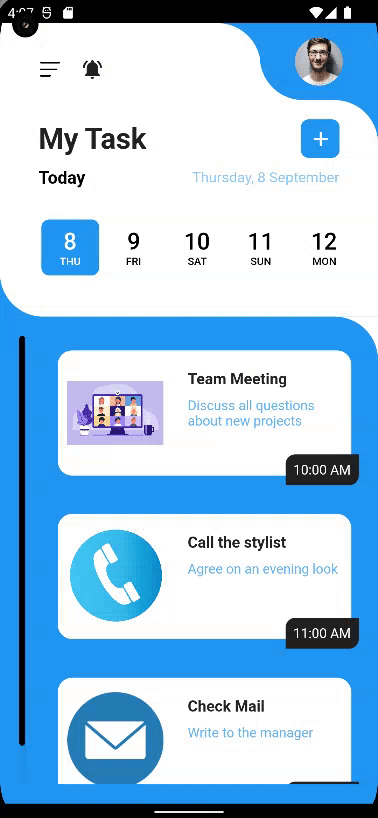 My Task
Today
Thursday, 8 September
8
THU
9
FRI
10
SAT
11
SUN
12
MON
Team Meeting
Discuss all questions
about new projects
10:00 AM
Call the stylist
Agree on an evening look
11:00 AM
Check Mail
Write to the manager